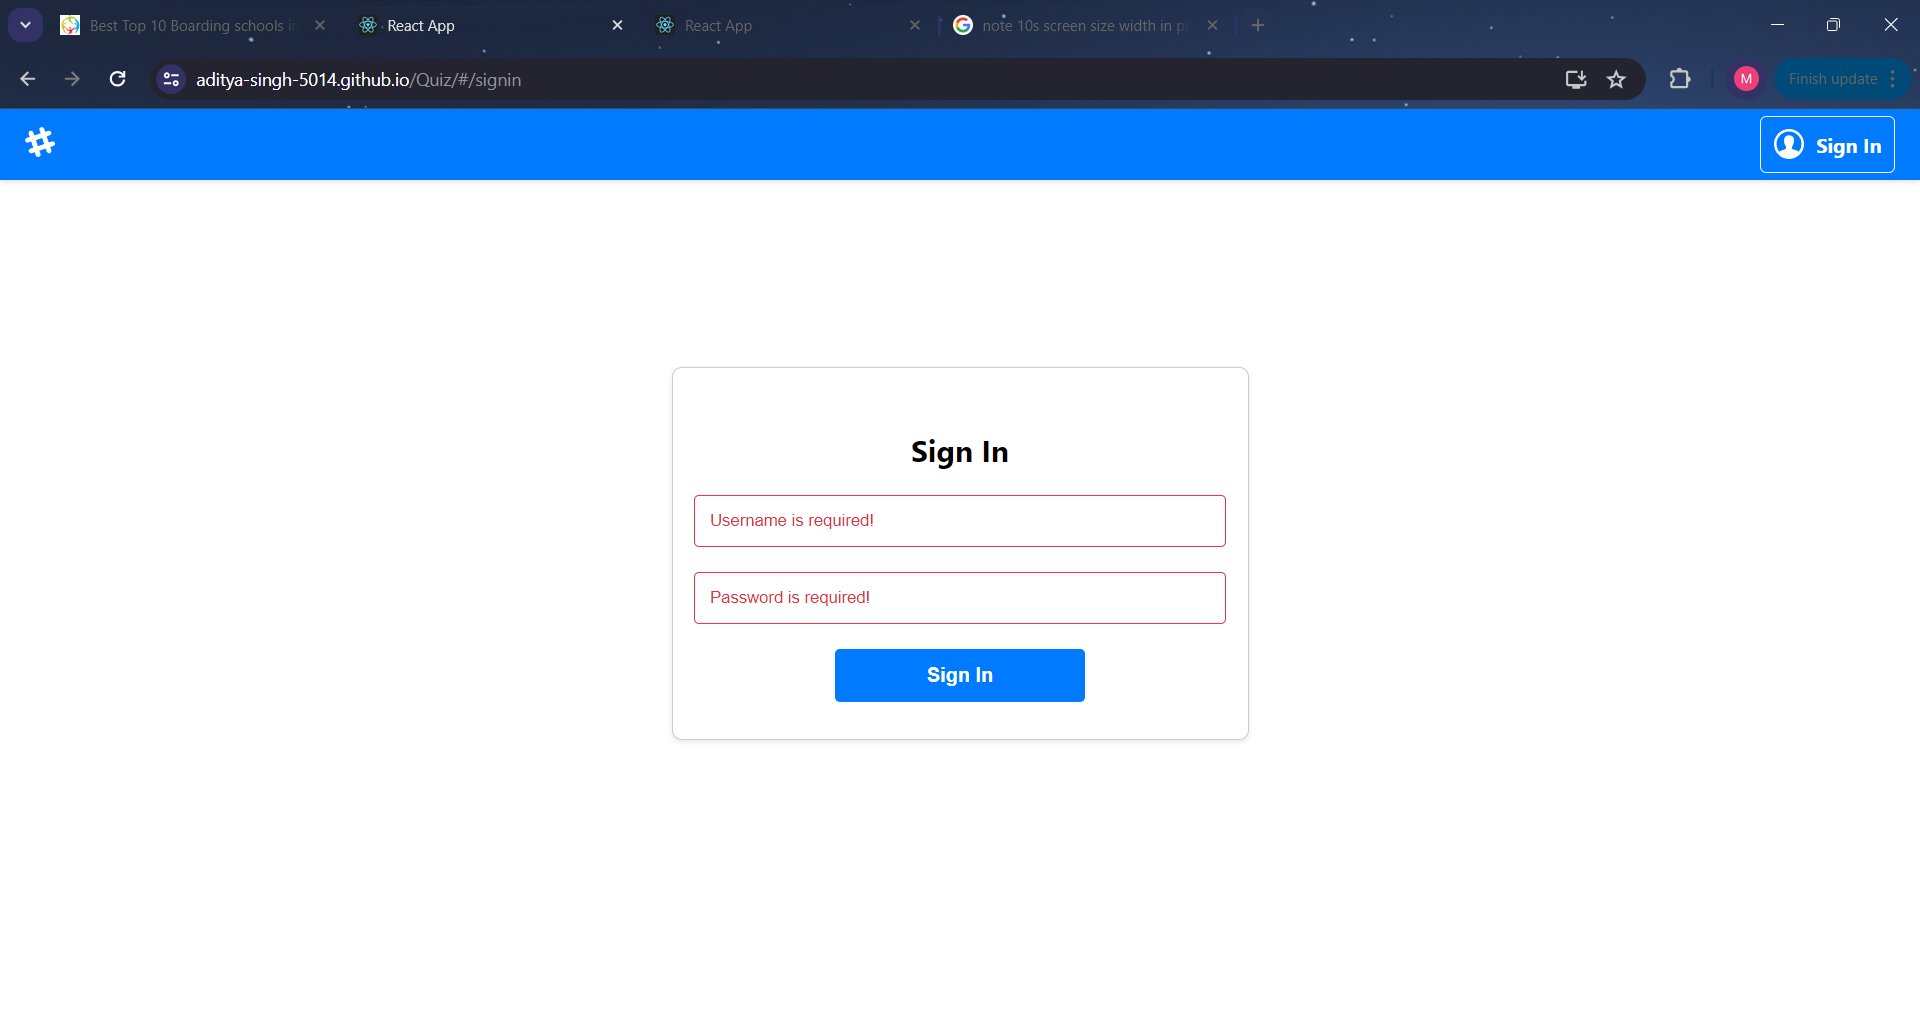 Best Top 10 Boarding schools in
React App
React App
note 10s screen size width in pi
aditya-singh-5014.github.io/Quiz/#/signin
M
Finish update
Sign In
Sign In
Username is required!
Password is required!
Sign In